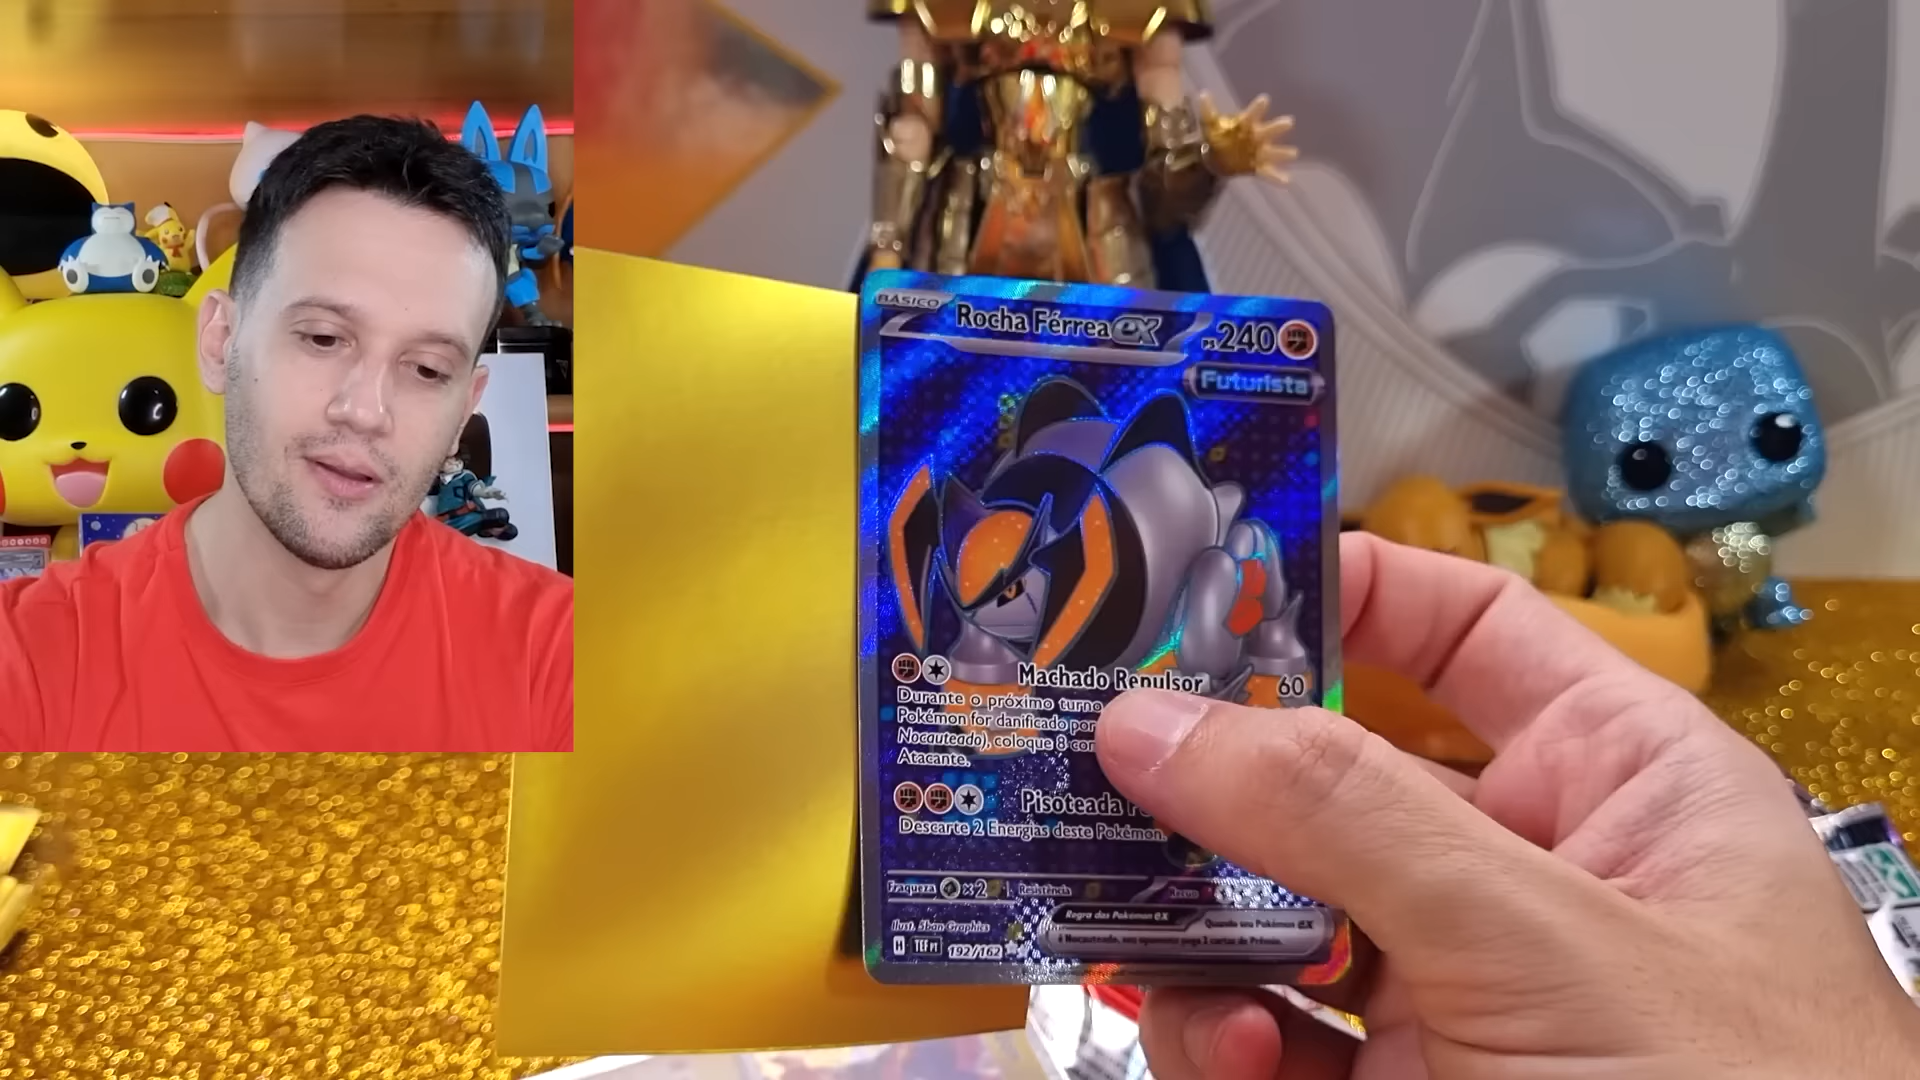 BÁSICO
Rocha Férrea ex
PS 240
Futurista
Machado Repulsor
60
Durante o próximo turno
Pokémon for danificado por
Nocauteado), coloque 8
Atacante.
Pisoteada
Descarte 2 Energias deste Pokémon.
Fraqueza ×2 Resistência Recuo
Regra dos Pokémon ex Quando seu Pokémon ex
é Nocauteado, seu oponente pega 2 cartas de Prêmio.
Ilust. 5ban Graphics
H TEF PT 192/162